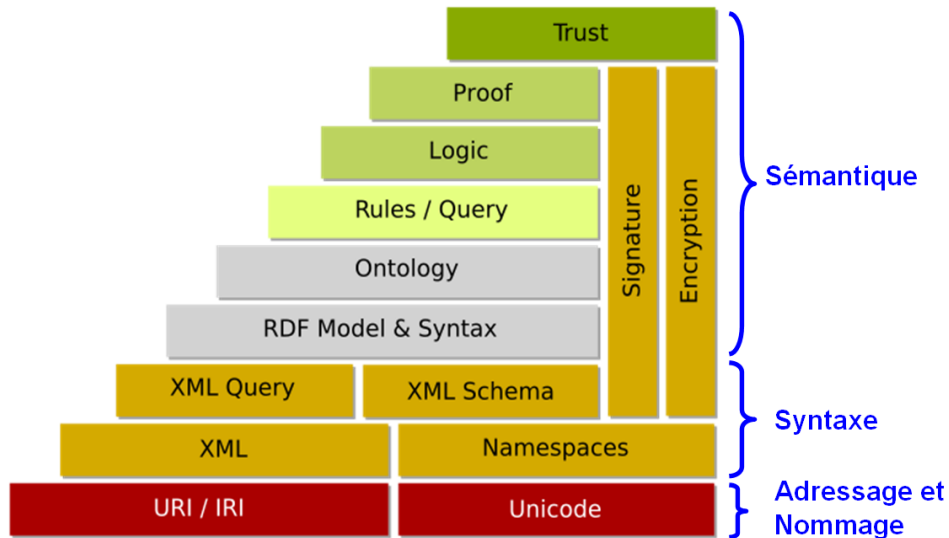 Trust
Proof
Logic
Rules / Query
Ontology
RDF Model & Syntax
Signature
Encryption
Sémantique
XML Query
XML Schema
XML
Namespaces
Syntaxe
URI / IRI
Unicode
Adressage et
Nommage